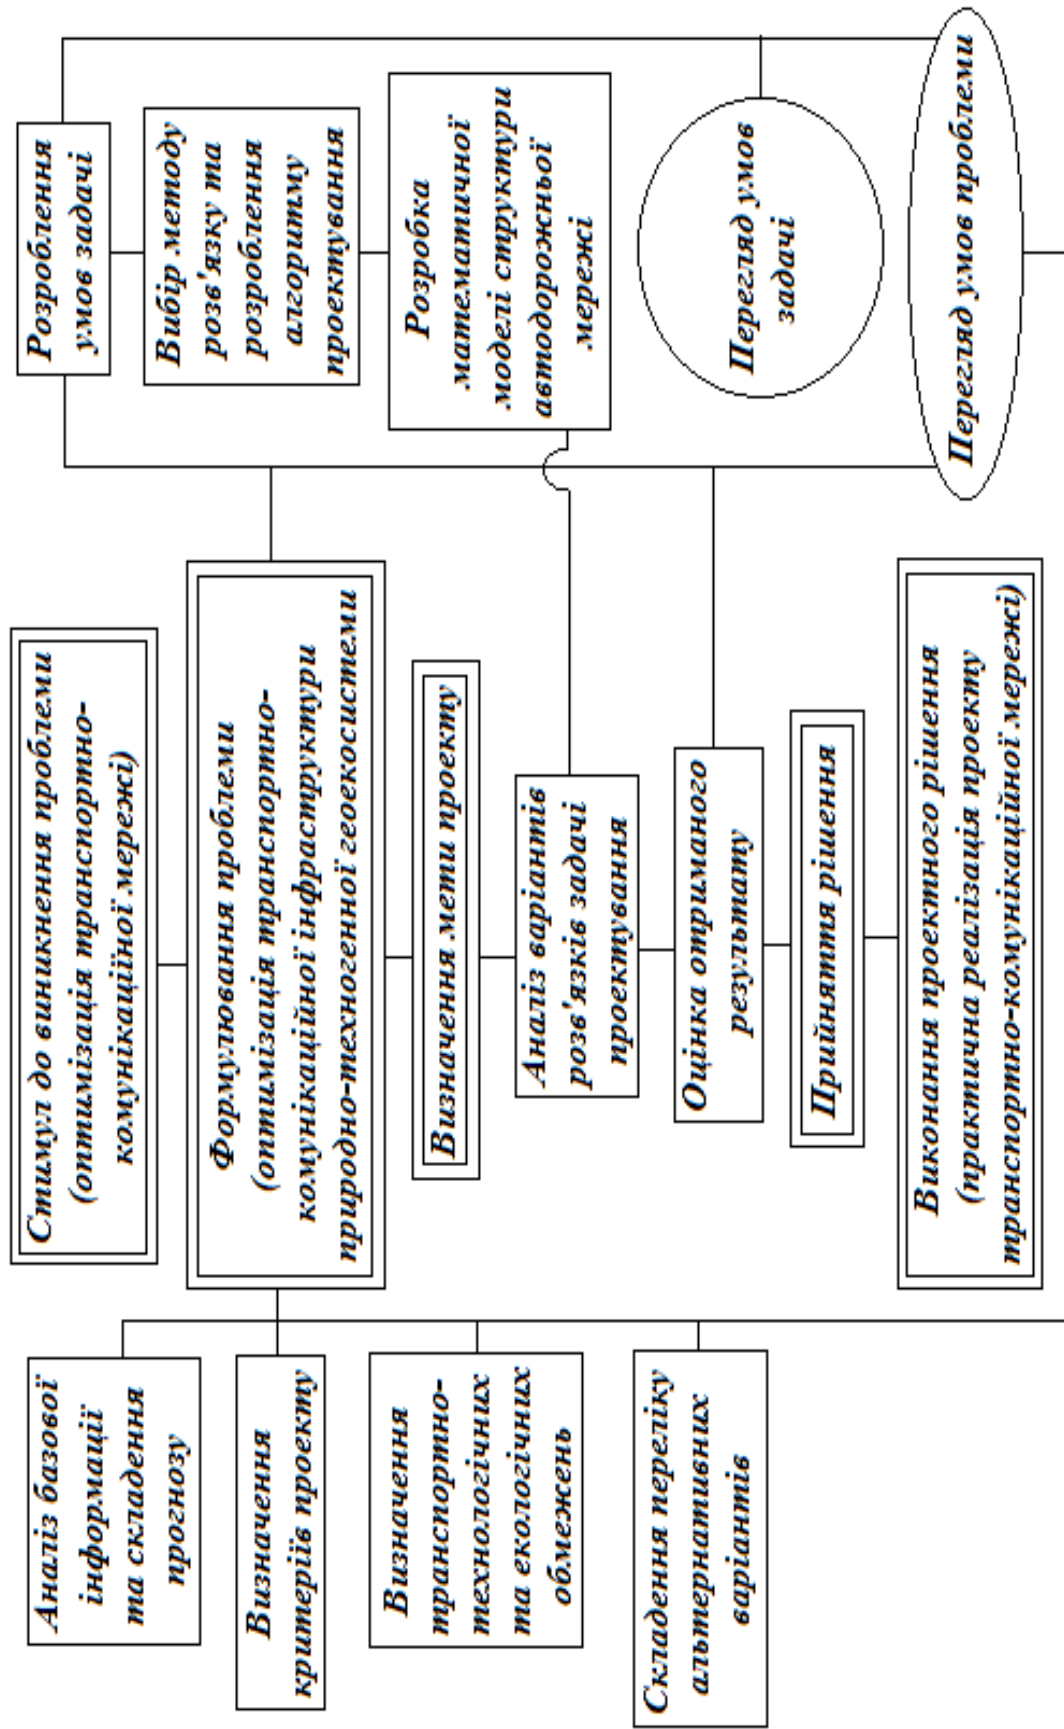 Аналіз базової
інформації
та складення
прогнозу
Визначення
критеріїв проекту
Визначення
транспортно-
технологічних
та екологічних
обмежень
Складення переліку
альтернативних
варіантів
Стимул до виникнення проблеми
(оптимізація транспортно-
комунікаційної мережі)
Формулювання проблеми
(оптимізація транспортно-
комунікаційної інфраструктури
природно-техногенної геоекосистеми
Визначення мети проекту
Аналіз варіантів
розв'язків задачі
проектування
Оцінка отриманого
результату
Прийняття рішення
Виконання проектного рішення
(практична реалізація проекту
транспортно-комунікаційної мережі)
Розроблення
умов задачі
Вибір методу
розв'язку та
розроблення
алгоритму
проектування
Розробка
математичної
моделі структури
автодорожньої
мережі
Перегляд умов
задачі
Перегляд умов проблеми